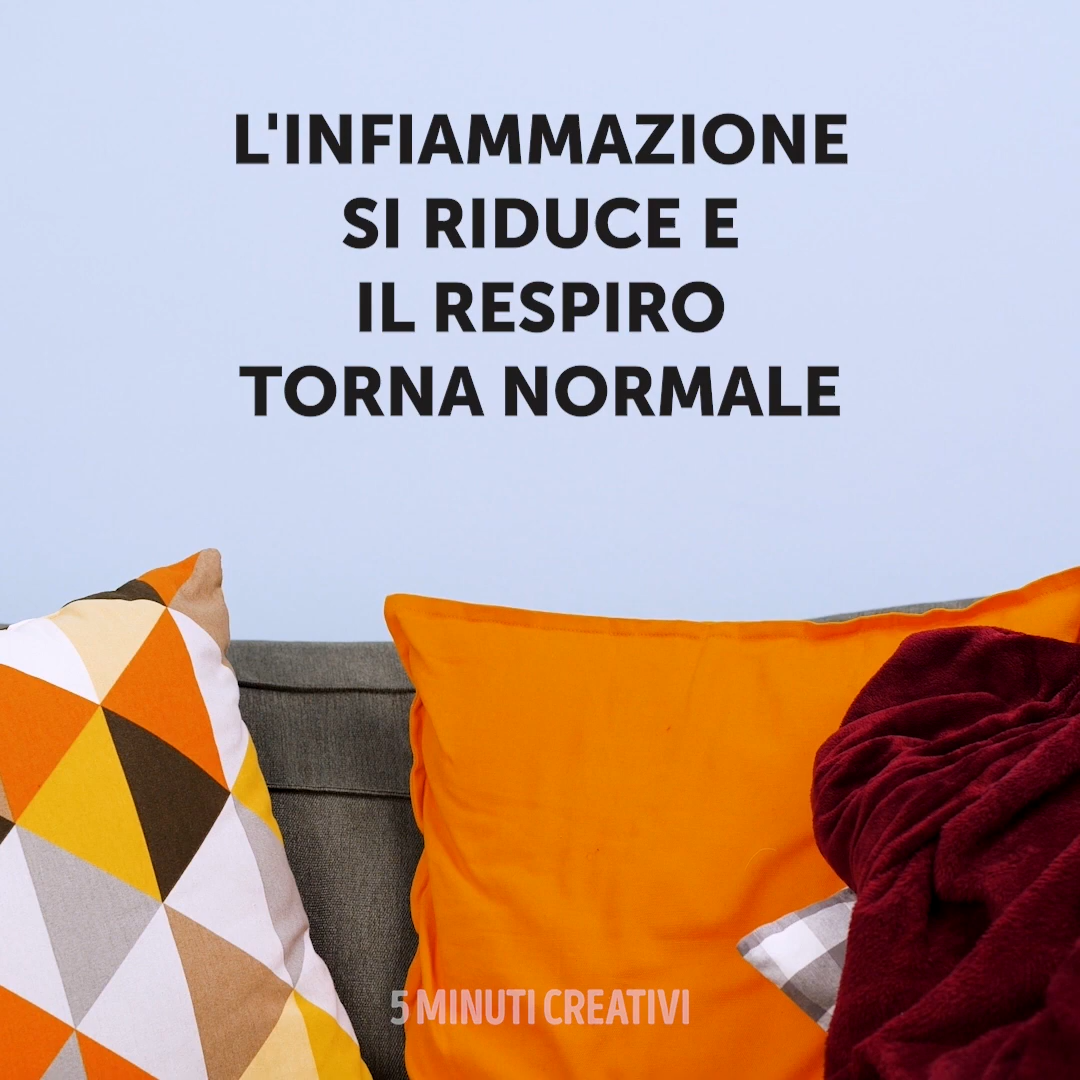 L'INFIAMMAZIONE
SI RIDUCE E
IL RESPIRO
TORNA NORMALE
5 MINUTI CREATIVI